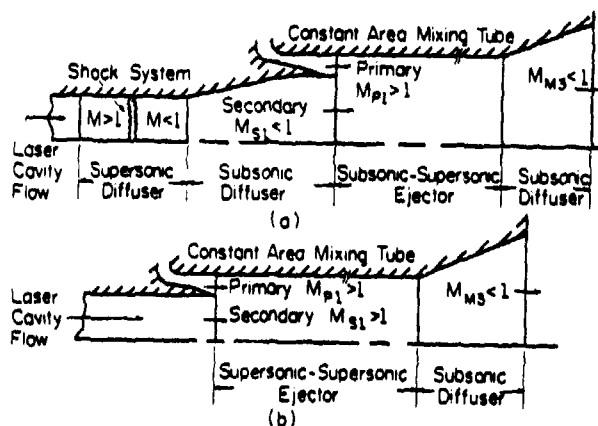 Constant Area Mixing Tube
Shock System
Primary
M_P1>1
M_M3<1
M>1
M<1
Secondary
M_S1<1
Laser
Cavity
Flow
Supersonic
Diffuser
Subsonic
Diffuser
Subsonic-Supersonic
Ejector
Subsonic
Diffuser
(a)
Constant Area Mixing Tube
Primary M_P1>1
M_M3<1
Laser
Cavity
Flow
Secondary M_S1>1
Supersonic-Supersonic
Ejector
Subsonic
Diffuser
(b)